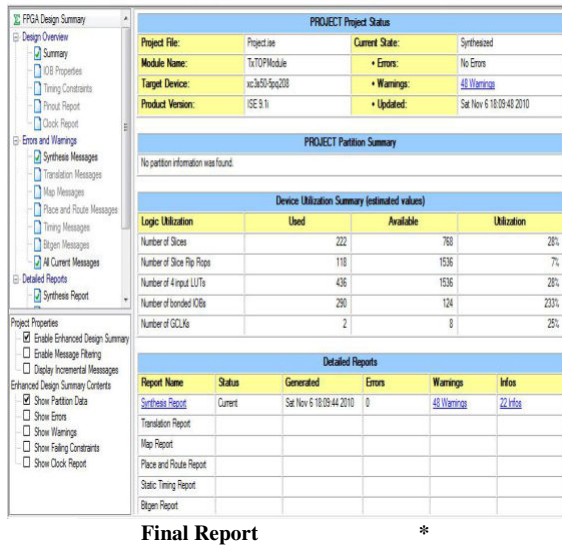 FPGA Design Summary
Design Overview
Summary
IOB Properties
Timing Constraints
Pinout Report
Clock Report
Errors and Warnings
Synthesis Messages
Translation Messages
Map Messages
Place and Route Messages
Timing Messages
Bitgen Messages
All Current Messages
Detailed Reports
Synthesis Report
Project Properties
Enable Enhanced Design Summary
Enable Message Filtering
Display Incremental Messages
Enhanced Design Summary Contents
Show Partition Data
Show Errors
Show Warnings
Show Failing Constraints
Show Clock Report
PROJECT Project Status
Project File: Project.ise Current State: Synthesized
Module Name: TxTOPModule • Errors: No Errors
Target Device: xc3s50-5pq208 • Warnings: 48 Warnings
Product Version: ISE 9.1i • Updated: Sat Nov 6 18:09:48 2010
PROJECT Partition Summary
No partition information was found.
Device Utilization Summary (estimated values)
Logic Utilization Used Available Utilization
Number of Slices 222 768 28%
Number of Slice Flip Flops 118 1536 7%
Number of 4 input LUTs 436 1536 28%
Number of bonded IOBs 290 124 233%
Number of GCLKs 2 8 25%
Detailed Reports
Report Name Status Generated Errors Warnings Infos
Synthesis Report Current Sat Nov 6 18:09:44 2010 0 48 Warnings 22 Infos
Translation Report
Map Report
Place and Route Report
Static Timing Report
Bitgen Report
Final Report *